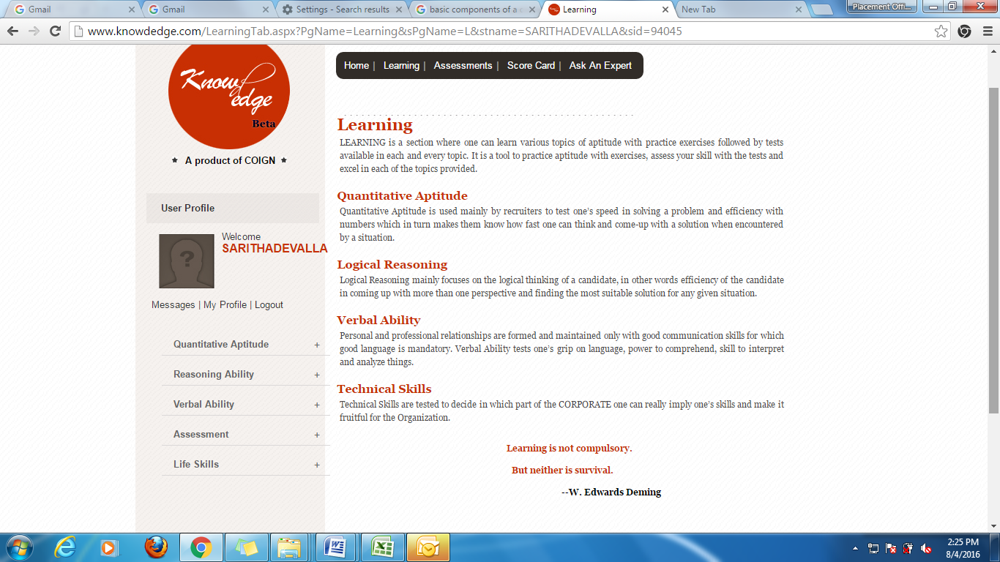 Gmail
Gmail
Settings - Search results
basic components of a e
Learning
New Tab
Placement Offi...
www.knowdedge.com/LearningTab.aspx?PgName=Learning&sPgName=L&stname=SARITHADEVALLA&sid=94045
Know
edge
Beta
A product of COIGN
User Profile
Welcome
SARITHADEVALLA
Messages | My Profile | Logout
Quantitative Aptitude +
Reasoning Ability +
Verbal Ability +
Assessment +
Life Skills +
Home | Learning | Assessments | Score Card | Ask An Expert
Learning
LEARNING is a section where one can learn various topics of aptitude with practice exercises followed by tests
available in each and every topic. It is a tool to practice aptitude with exercises, assess your skill with the tests and
excel in each of the topics provided.
Quantitative Aptitude
Quantitative Aptitude is used mainly by recruiters to test one’s speed in solving a problem and efficiency with
numbers which in turn makes them know how fast one can think and come-up with a solution when encountered
by a situation.
Logical Reasoning
Logical Reasoning mainly focuses on the logical thinking of a candidate, in other words efficiency of the candidate
in coming up with more than one perspective and finding the most suitable solution for any given situation.
Verbal Ability
Personal and professional relationships are formed and maintained only with good communication skills for which
good language is mandatory. Verbal Ability tests one’s grip on language, power to comprehend, skill to interpret
and analyze things.
Technical Skills
Technical Skills are tested to decide in which part of the CORPORATE one can really imply one’s skills and make it
fruitful for the Organization.
Learning is not compulsory.
But neither is survival.
--W. Edwards Deming
2:25 PM
8/4/2016